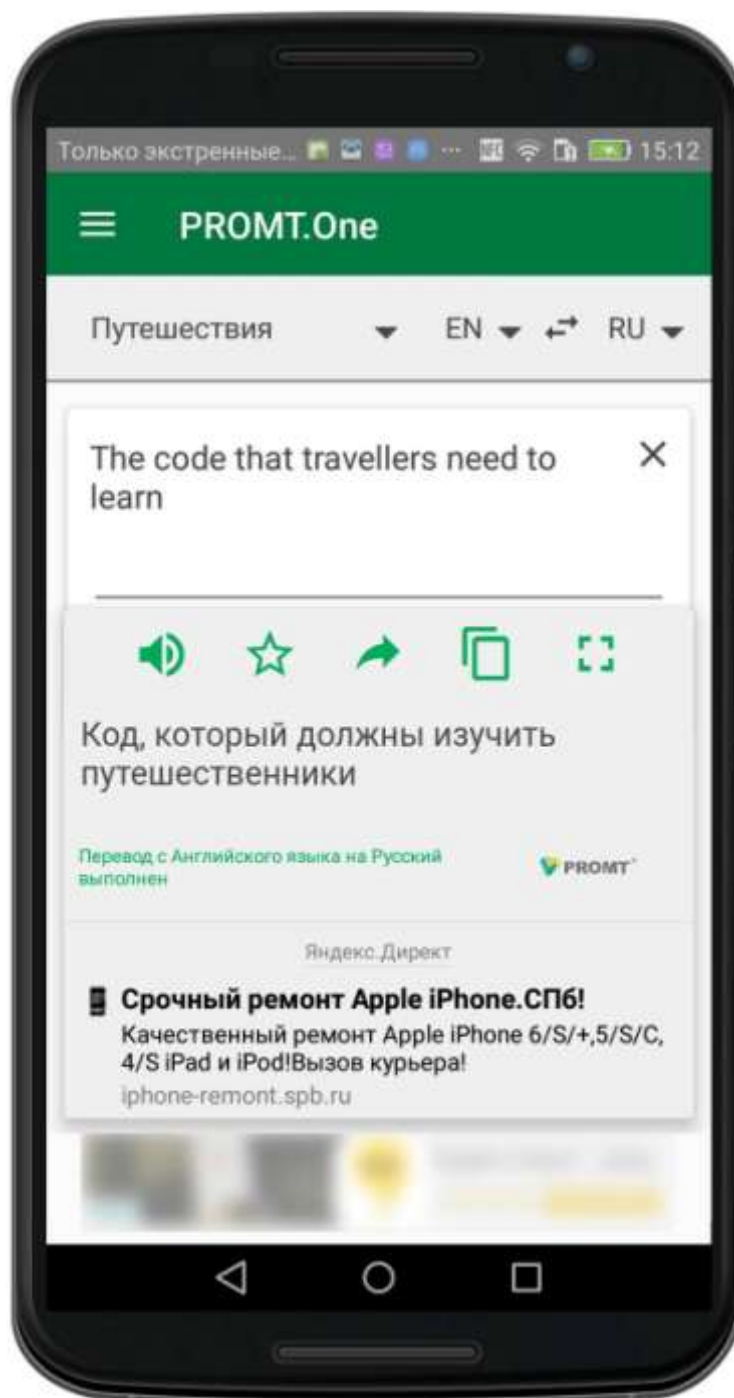 Только экстренные... NFC 15:12
PROMT.One
Путешествия EN RU
The code that travellers need to
learn
Код, который должны изучить
путешественники
Перевод с Английского языка на Русский
выполнен
PROMT
Яндекс.Директ
Срочный ремонт Apple iPhone.СПб!
Качественный ремонт Apple iPhone 6/S/+,5/S/C,
4/S iPad и iPod!Вызов курьера!
iphone-remont.spb.ru